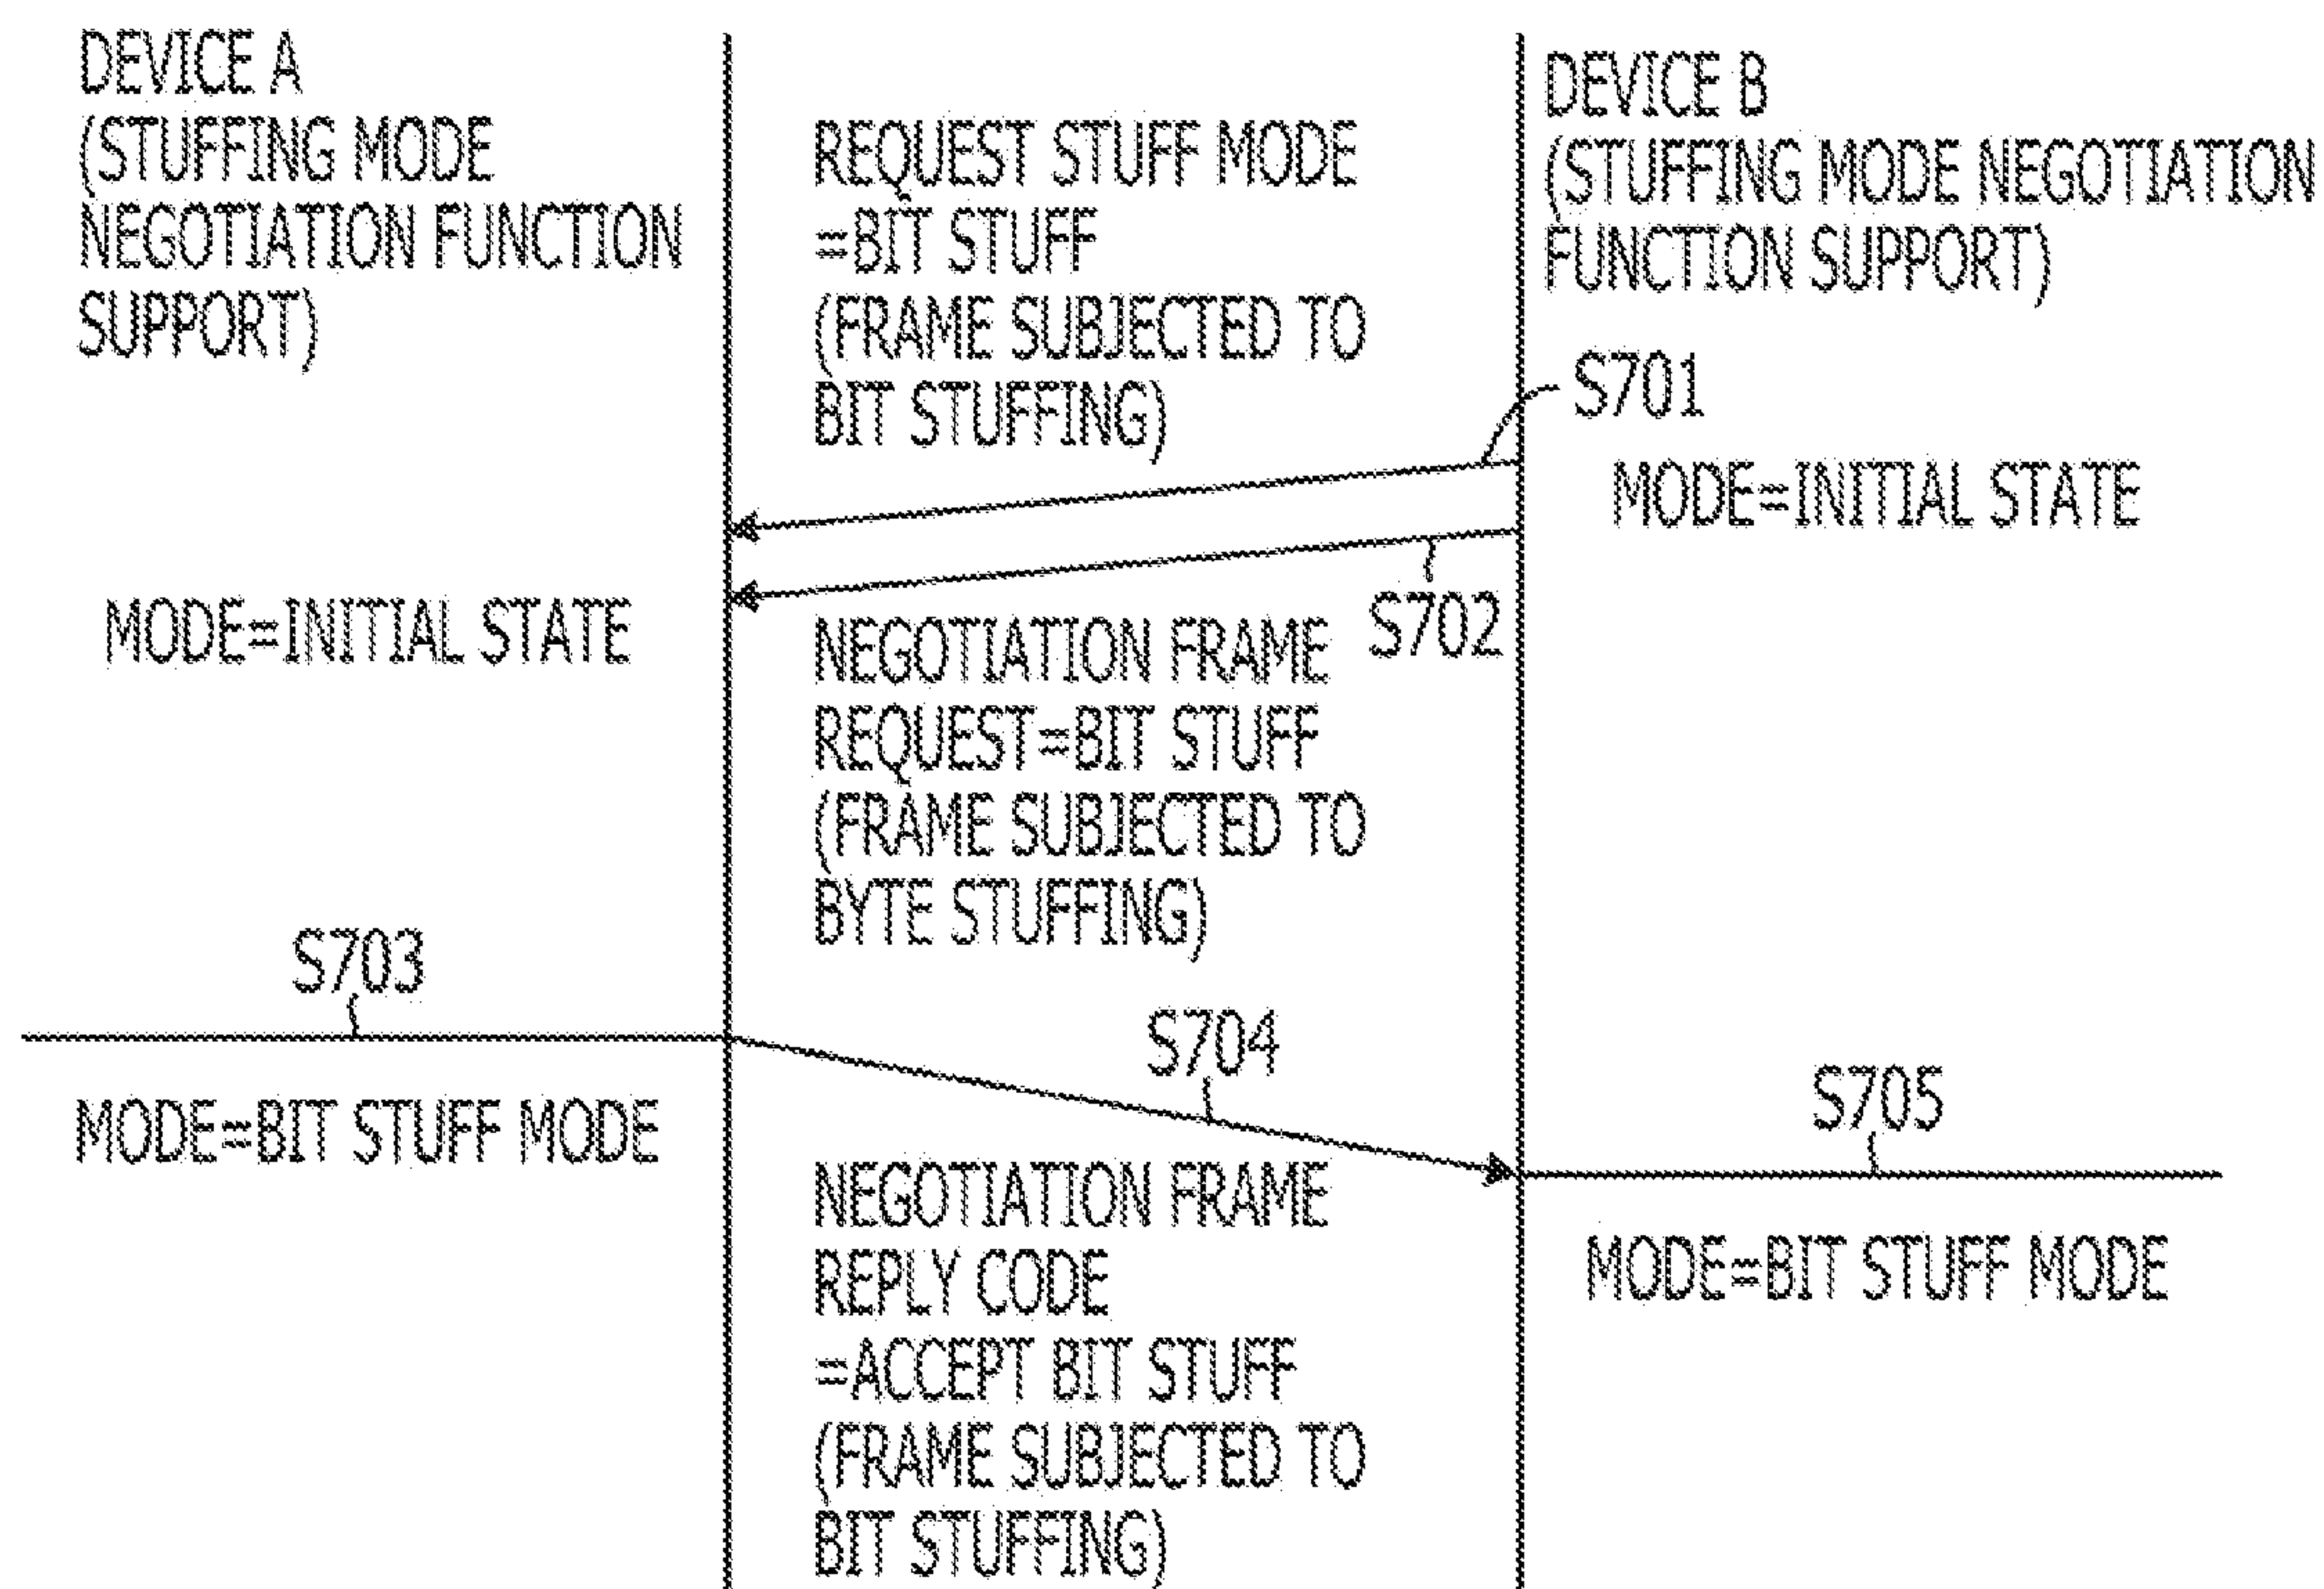 DEVICE A
(STUFFING MODE
NEGOTIATION FUNCTION
SUPPORT)
REQUEST STUFF MODE
=BIT STUFF
(FRAME SUBJECTED TO
BIT STUFFING)
DEVICE B
(STUFFING MODE NEGOTIATION
FUNCTION SUPPORT)
S701
MODE=INITIAL STATE
S702
MODE=INITIAL STATE
NEGOTIATION FRAME
REQUEST=BIT STUFF
(FRAME SUBJECTED TO
BYTE STUFFING)
S703
S704
S705
MODE=BIT STUFF MODE
NEGOTIATION FRAME
REPLY CODE
=ACCEPT BIT STUFF
(FRAME SUBJECTED TO
BIT STUFFING)
MODE=BIT STUFF MODE